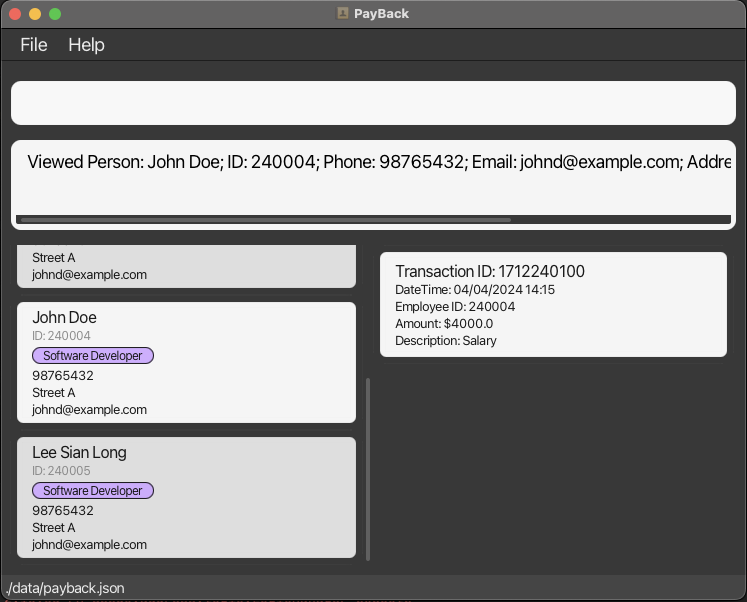 PayBack
File Help
Viewed Person: John Doe; ID: 240004; Phone: 98765432; Email: johnd@example.com; Addre
Street A
johnd@example.com
John Doe
ID: 240004
Software Developer
98765432
Street A
johnd@example.com
Lee Sian Long
ID: 240005
Software Developer
98765432
Street A
johnd@example.com
Transaction ID: 1712240100
DateTime: 04/04/2024 14:15
Employee ID: 240004
Amount: $4000.0
Description: Salary
./data/payback.json